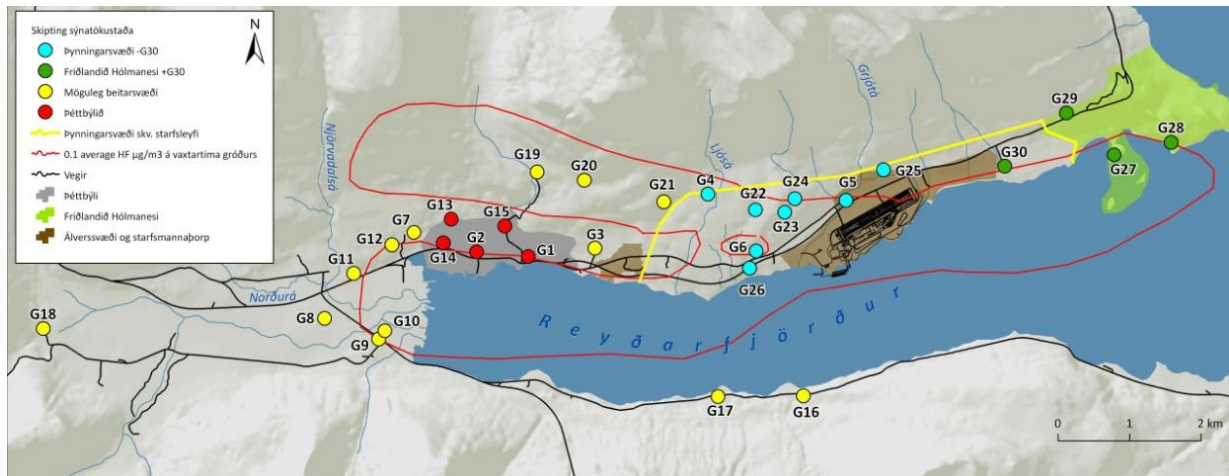 Skipting sýnatökustaða
Þynningarsvæði -G30
Friðlandið Hólmanesi +G30
Möguleg beitarsvæði
Þéttbýlið
Þynningarsvæði skv. starfsleyfi
0.1 average HF µg/m3 á vaxtartíma gróðurs
Vegir
Þéttbýli
Friðlandið Hólmanesi
Álverssvæði og starfsmannaþorp
N
Njörvadalsá
Ljósá
Grjótá
G29
G28
G27
G30
G25
G5
G24
G23
G22
G4
G21
G20
G19
G6
G26
G3
G1
G15
G2
G13
G14
G7
G12
G11
Norðurá
G8
G10
G9
G18
Reyðarfjörður
G17
G16
0 1 2 km